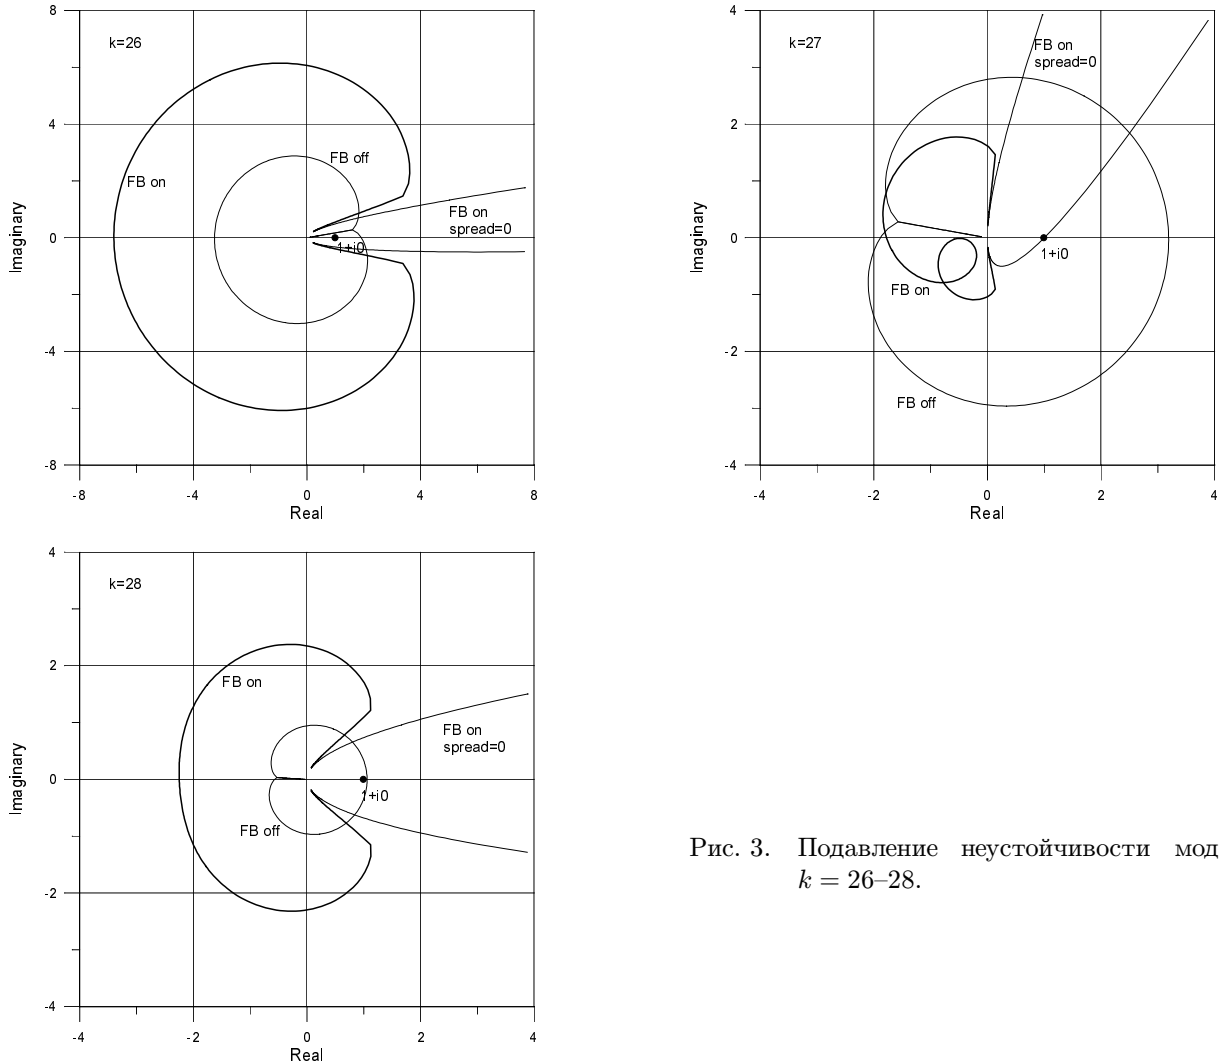 8
4
0
-4
-8
-8
-4
0
4
8
Real
Imaginary
k=26
FB on
FB off
FB on
spread=0
1+i0
4
2
0
-2
-4
-4
-2
0
2
4
Real
Imaginary
k=27
FB on
spread=0
1+i0
FB on
FB off
4
2
0
-2
-4
-4
-2
0
2
4
Real
Imaginary
k=28
FB on
FB on
spread=0
1+i0
FB off
Рис. 3. Подавление неустойчивости мод
k = 26–28.